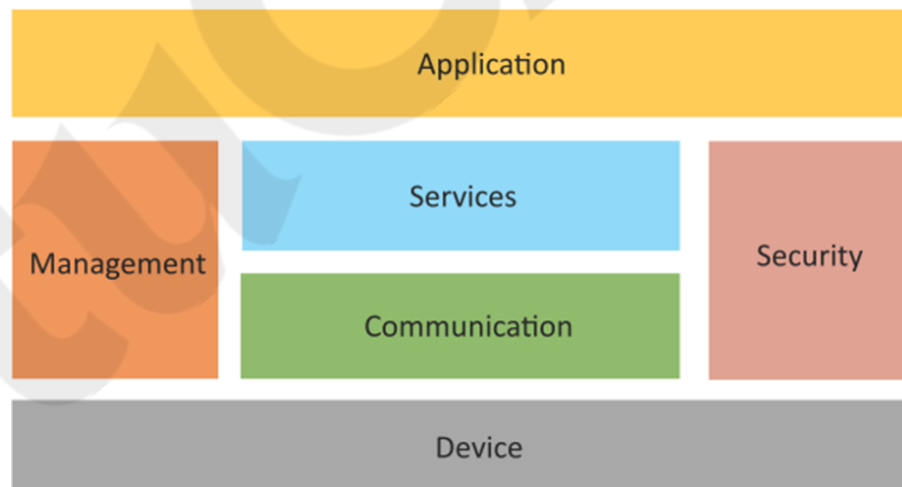 Application
Services
Management
Security
Communication
Device